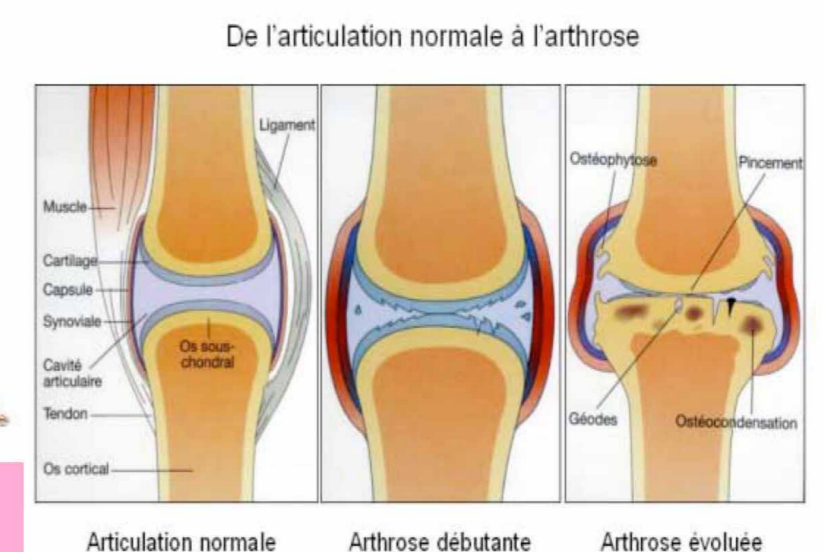 De l'articulation normale à l'arthrose
Ligament
Muscle
Cartilage
Capsule
Synoviale
Cavité
articulaire
Tendon
Os cortical
Os sous-
chondral
Ostéophytose
Pincement
Géodes
Ostéocondensation
Articulation normale
Arthrose débutante
Arthrose évoluée